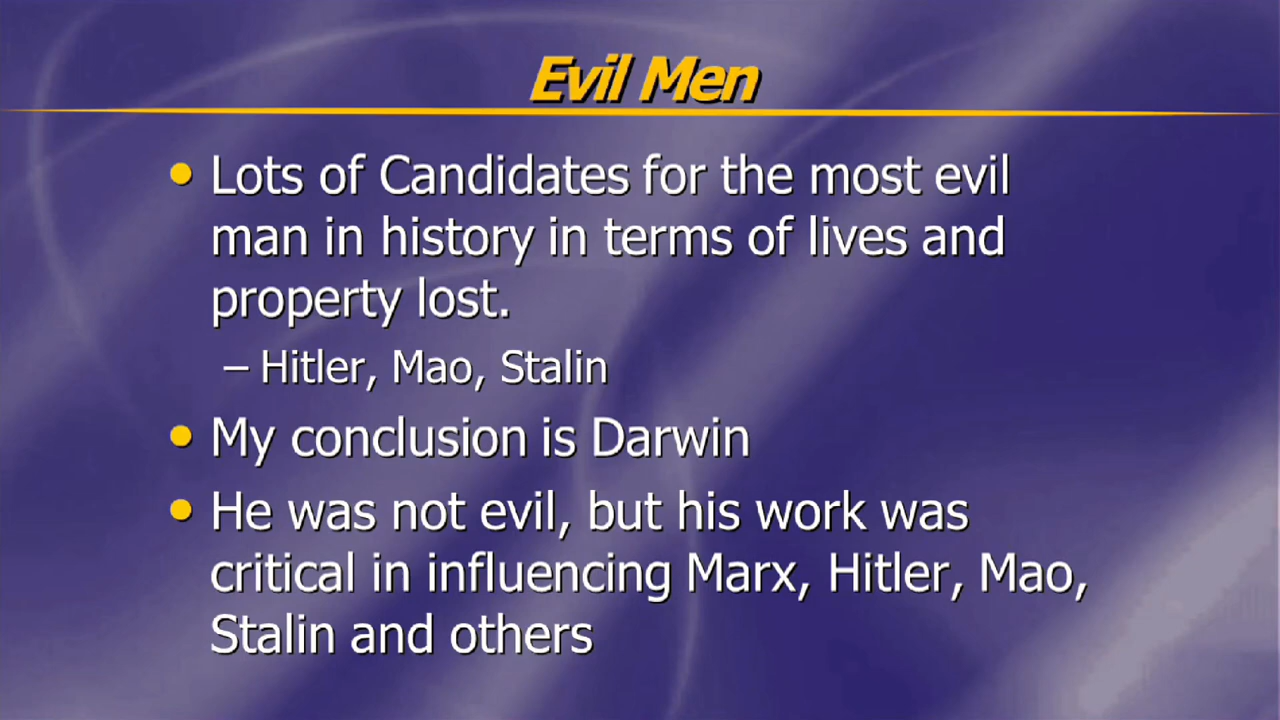 Evil Men
• Lots of Candidates for the most evil
man in history in terms of lives and
property lost.
– Hitler, Mao, Stalin
• My conclusion is Darwin
• He was not evil, but his work was
critical in influencing Marx, Hitler, Mao,
Stalin and others